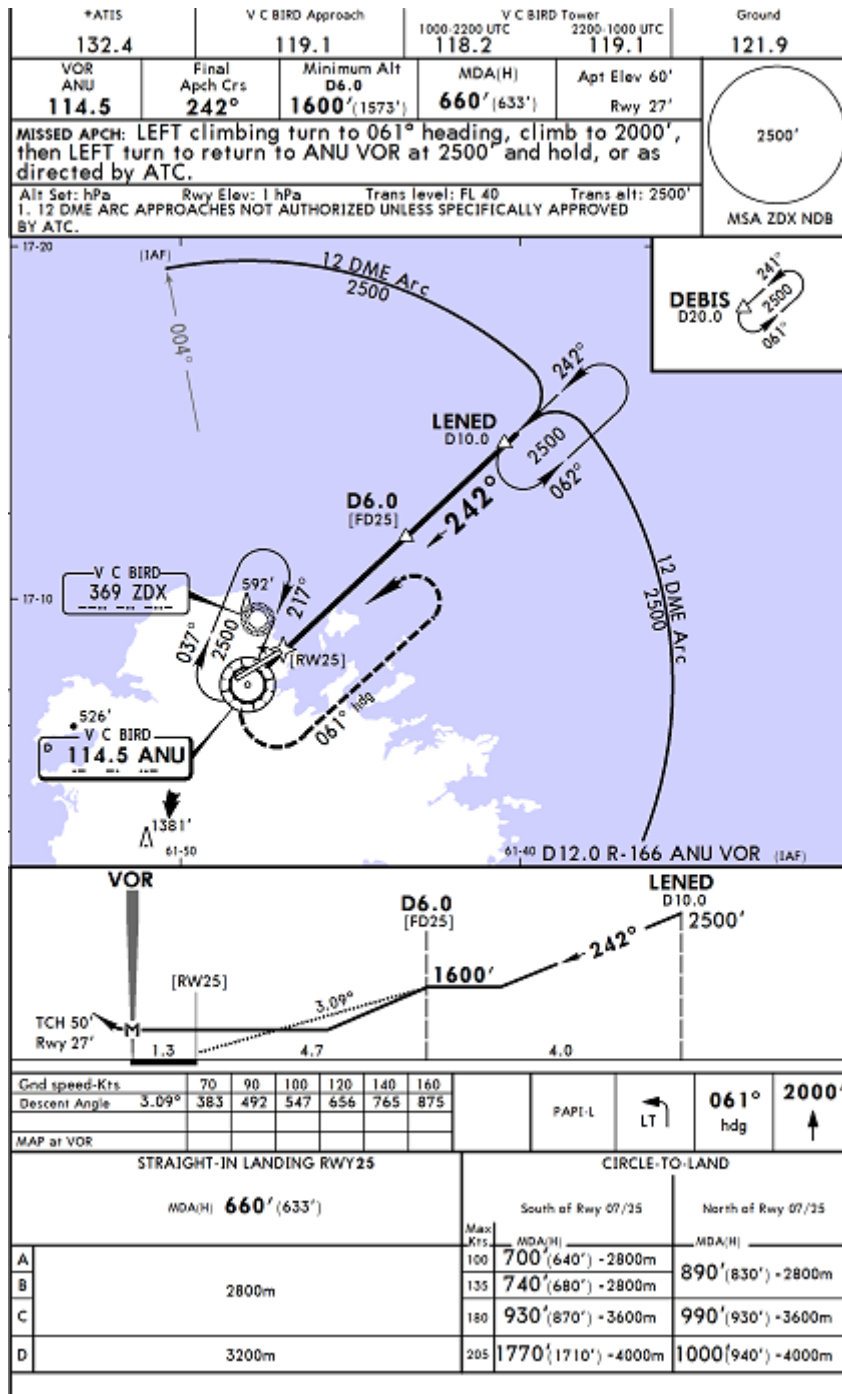 *ATIS V C BIRD Approach V C BIRD Tower Ground
1000-2200 UTC 2200-1000 UTC
132.4 119.1 118.2 119.1 121.9
VOR Final Minimum Alt MDA(H) Apt Elev 60'
ANU Apch Crs D6.0
114.5 242° 1600'(1573') 660'(633') Rwy 27'
2500'
MSA ZDX NDB
MISSED APCH: LEFT climbing turn to 061° heading, climb to 2000',
then LEFT turn to return to ANU VOR at 2500' and hold, or as
directed by ATC.
Alt Set: hPa Rwy Elev: 1 hPa Trans level: FL 40 Trans alt: 2500'
1. 12 DME ARC APPROACHES NOT AUTHORIZED UNLESS SPECIFICALLY APPROVED
BY ATC.
17-20
(IAF)
12 DME Arc
2500
004°
DEBIS
D20.0
241°
2500
061°
242°
LENED
D10.0
2500
062°
D6.0
[FD25]
242°
12 DME Arc
2500
17-10
V C BIRD
369 ZDX
592'
217°
037°
2500
[RW25]
061° hdg
526'
V C BIRD
D 114.5 ANU
1381'
61-50
61-40
D12.0 R-166 ANU VOR (IAF)
VOR
LENED
D10.0
2500'
D6.0
[FD25]
242°
1600'
[RW25]
3.09°
TCH 50'
Rwy 27'
M
1.3 4.7 4.0
Gnd speed-Kts 70 90 100 120 140 160
Descent Angle 3.09° 383 492 547 656 765 875
MAP at VOR
PAPI-L
LT
061°
hdg
2000'
STRAIGHT-IN LANDING RWY25
MDA(H) 660'(633')
A
B
C
D
2800m
3200m
CIRCLE-TO-LAND
South of Rwy 07/25 North of Rwy 07/25
Max
Kts MDA(H) MDA(H)
100 700'(640') -2800m
890'(830') -2800m
135 740'(680') -2800m
180 930'(870') -3600m 990'(930') -3600m
205 1770'(1710') -4000m 1000'(940') -4000m